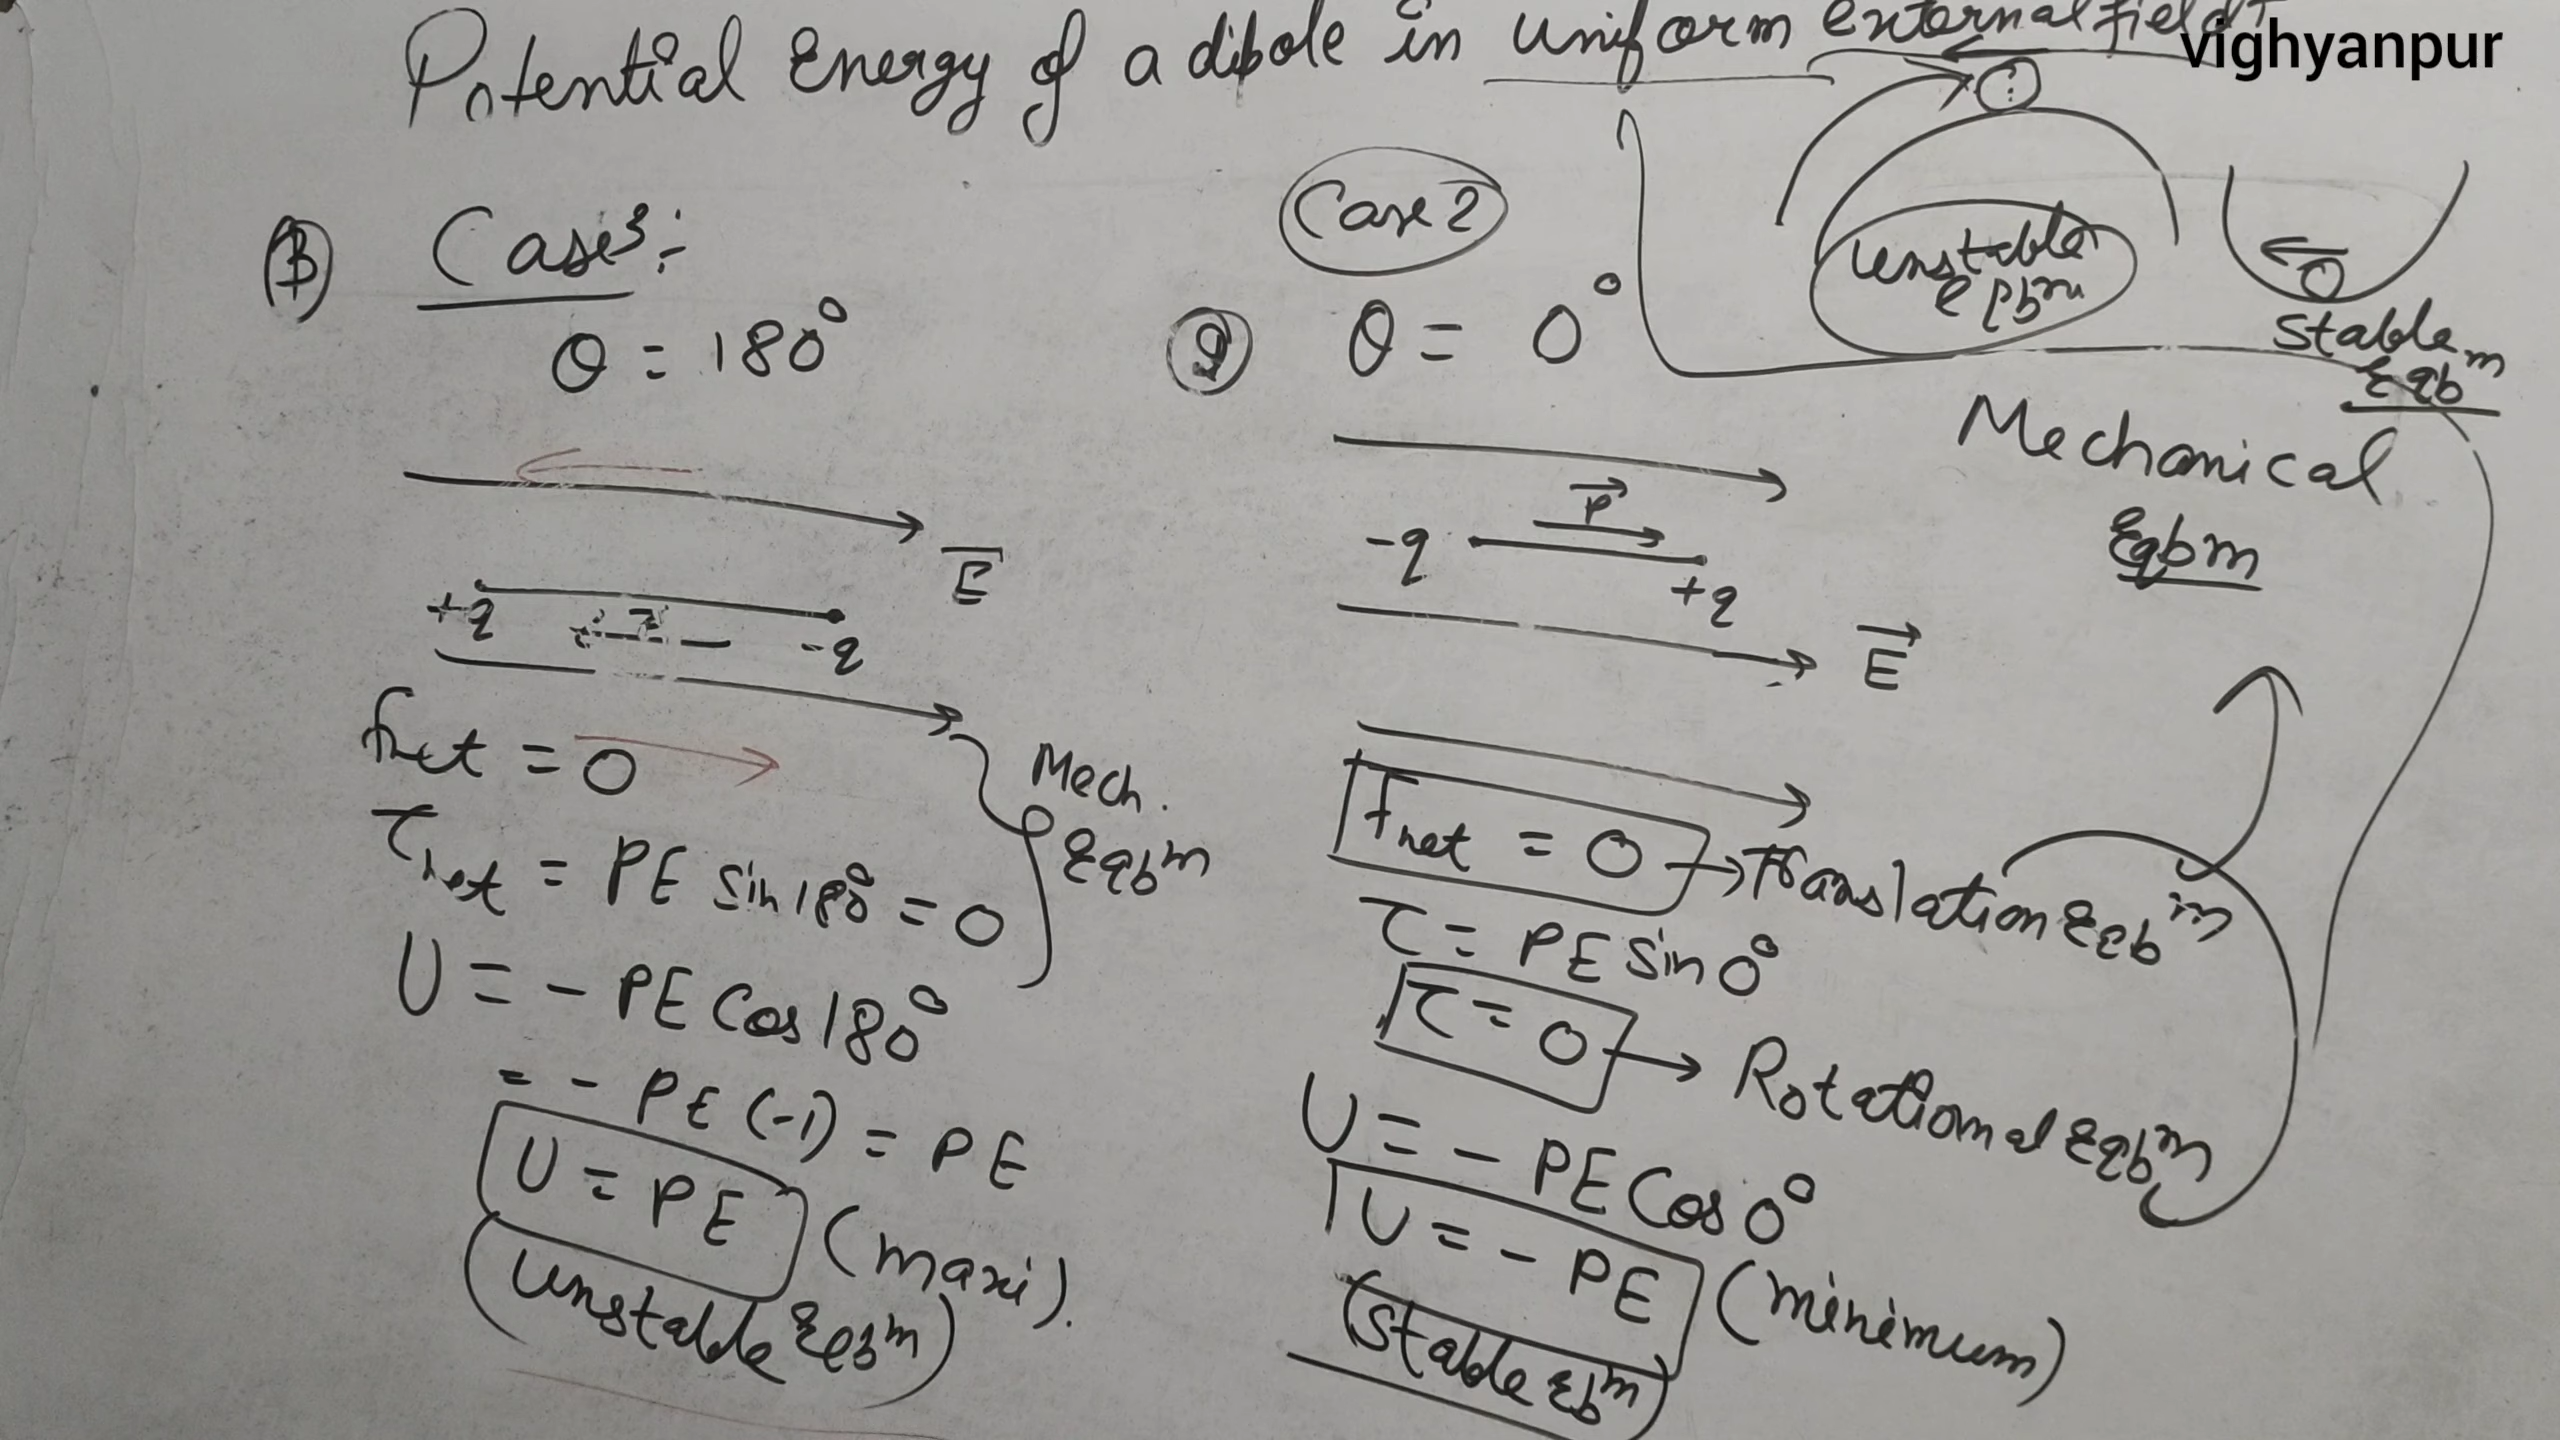 Potential Energy of a dipole in uniform external field
vighyanpur
Case 3:
θ = 180°
E
+q
-q
Fnet = 0
τnet = PE Sin 180° = 0
Mech.
Eqbm
U = - PE Cos 180°
= - PE (-1) = PE
U = PE (maxi).
(Unstable Eqbm)
Case 2
2 θ = 0°
P
-q
+q
E
Fnet = 0 → Translation Eqbm
τ = PE Sin 0°
τ = 0 → Rotational Eqbm
U = - PE Cos 0°
U = - PE (minimum)
(Stable Eqbm)
Unstable
eqbm
Stable
Eqbm
Mechanical
Eqbm